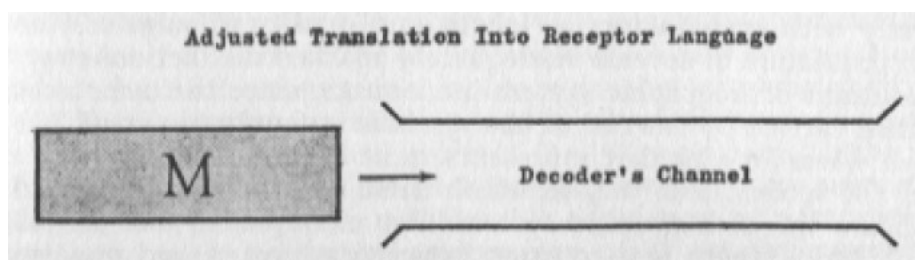 Adjusted Translation Into Receptor Language
M
Decoder's Channel